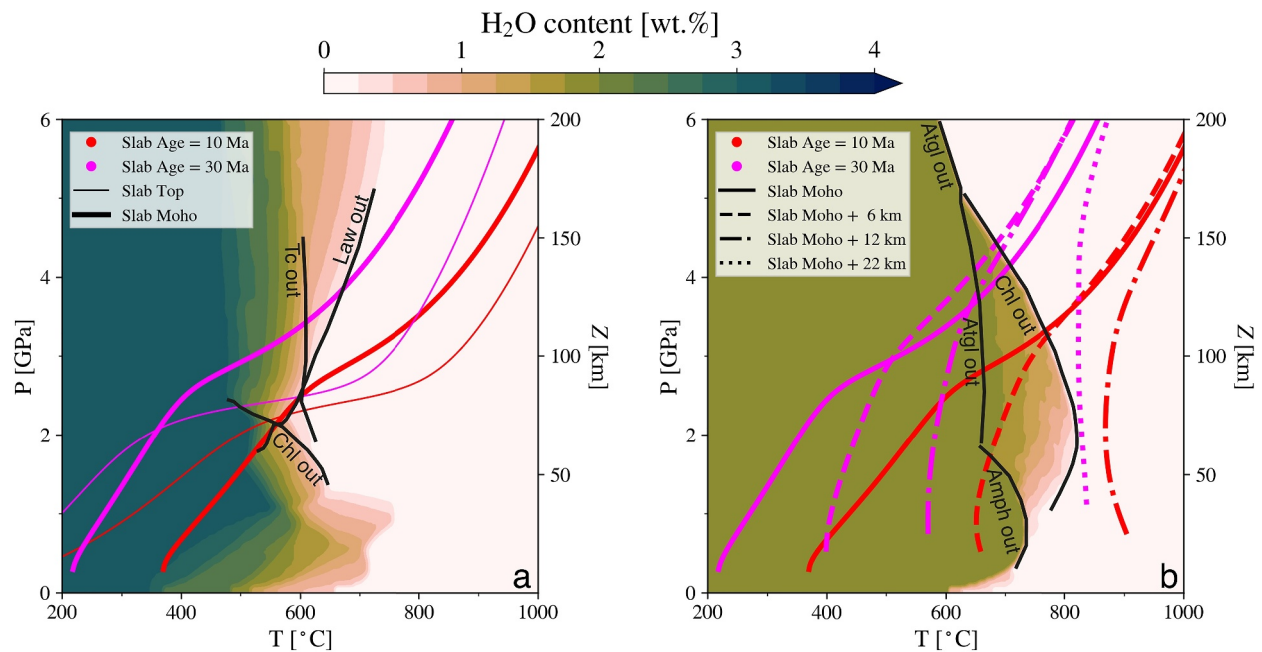 H₂O content [wt.%]
0 1 2 3 4
6
4
2
0
P [GPa]
Slab Age = 10 Ma
Slab Age = 30 Ma
Slab Top
Slab Moho
Tc out
Law out
Chl out
a
200
150
100
50
Z [km]
200 400 600 800 1000
T [°C]
6
4
2
0
P [GPa]
Slab Age = 10 Ma
Slab Age = 30 Ma
Slab Moho
Slab Moho + 6 km
Slab Moho + 12 km
Slab Moho + 22 km
Atgl out
Chl out
Atgl out
Amph out
b
200
150
100
50
Z [km]
200 400 600 800 1000
T [°C]